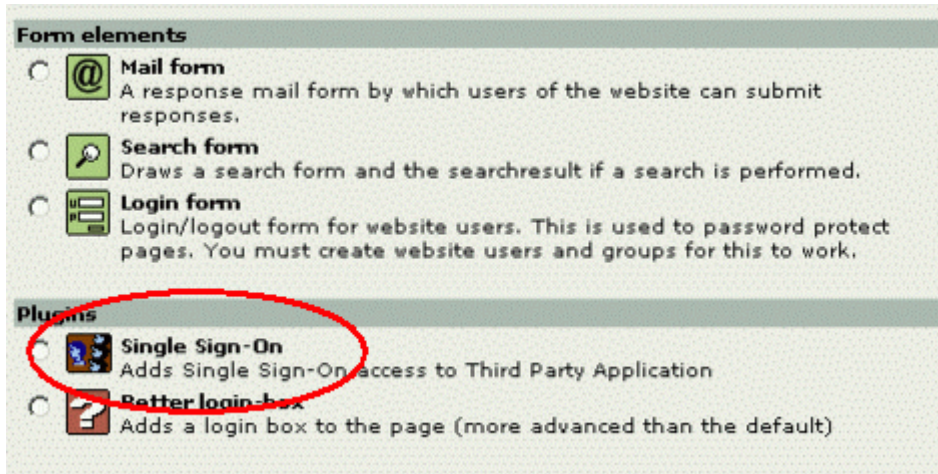 Form elements
@ Mail form
A response mail form by which users of the website can submit
responses.
Search form
Draws a search form and the searchresult if a search is performed.
U P Login form
Login/logout form for website users. This is used to password protect
pages. You must create website users and groups for this to work.
Plugins
Single Sign-On
Adds Single Sign-On access to Third Party Application
? Better login-box
Adds a login box to the page (more advanced than the default)